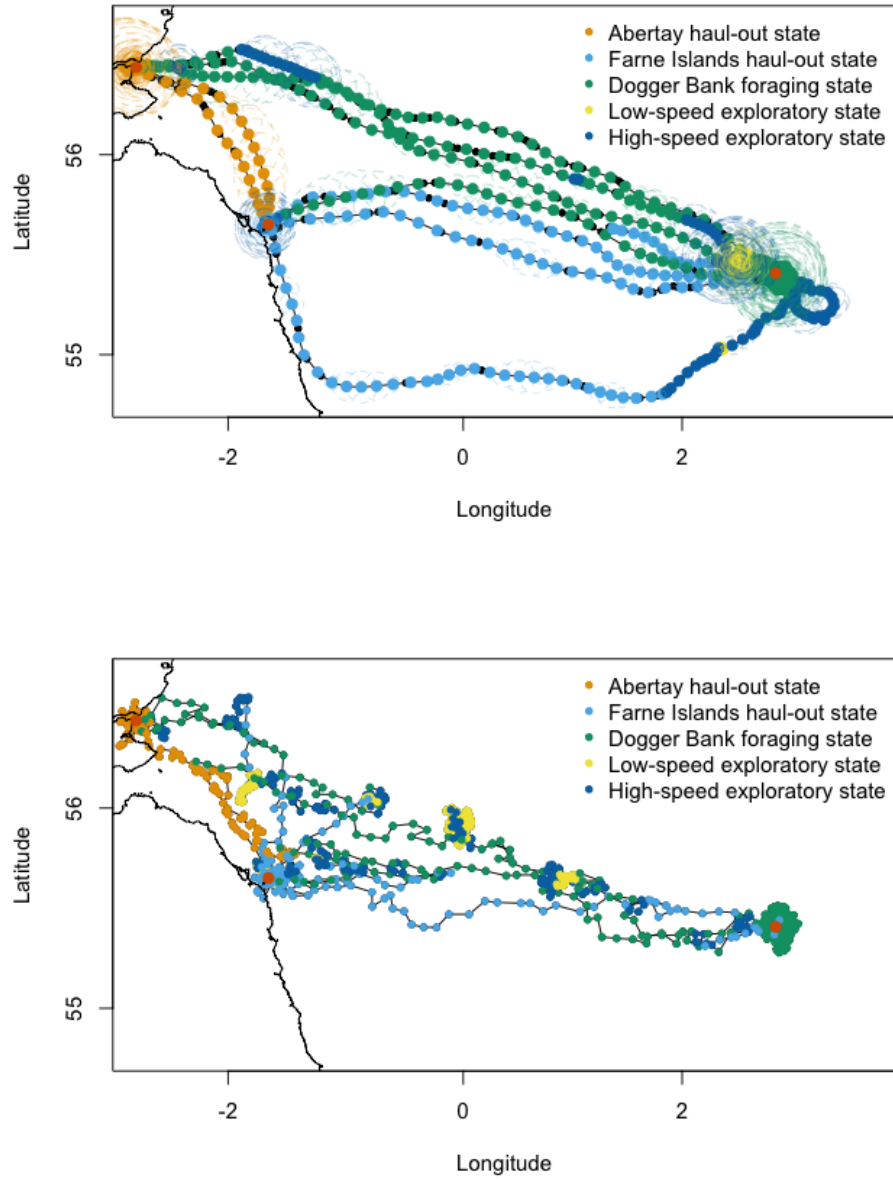 Abertay haul-out state
Farne Islands haul-out state
Dogger Bank foraging state
Low-speed exploratory state
High-speed exploratory state
Latitude
56
55
-2
0
2
Longitude
Abertay haul-out state
Farne Islands haul-out state
Dogger Bank foraging state
Low-speed exploratory state
High-speed exploratory state
Latitude
56
55
-2
0
2
Longitude